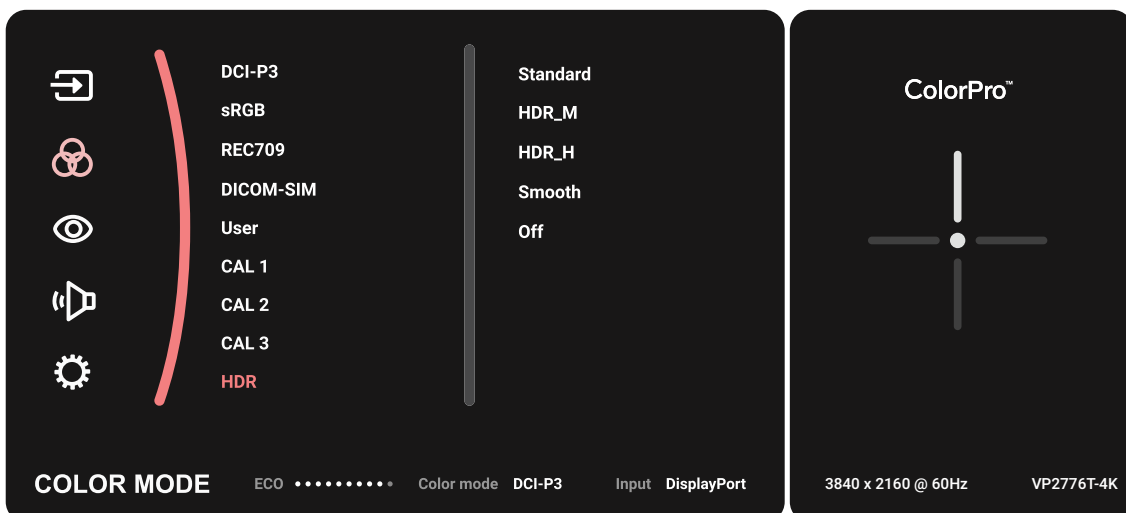 DCI-P3
sRGB
REC709
DICOM-SIM
User
CAL 1
CAL 2
CAL 3
HDR
Standard
HDR_M
HDR_H
Smooth
Off
COLOR MODE ECO Color mode DCI-P3 Input DisplayPort
ColorPro™
3840 x 2160 @ 60Hz VP2776T-4K